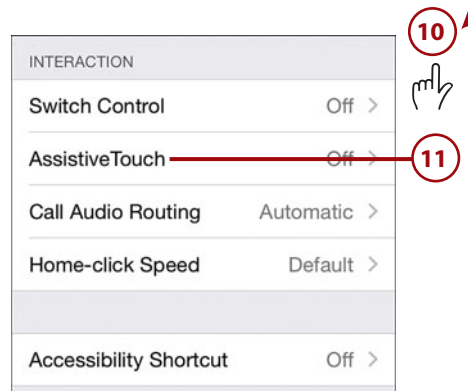 10
INTERACTION
Switch Control Off >
AssistiveTouch Off >
11
Call Audio Routing Automatic >
Home-click Speed Default >
Accessibility Shortcut Off >